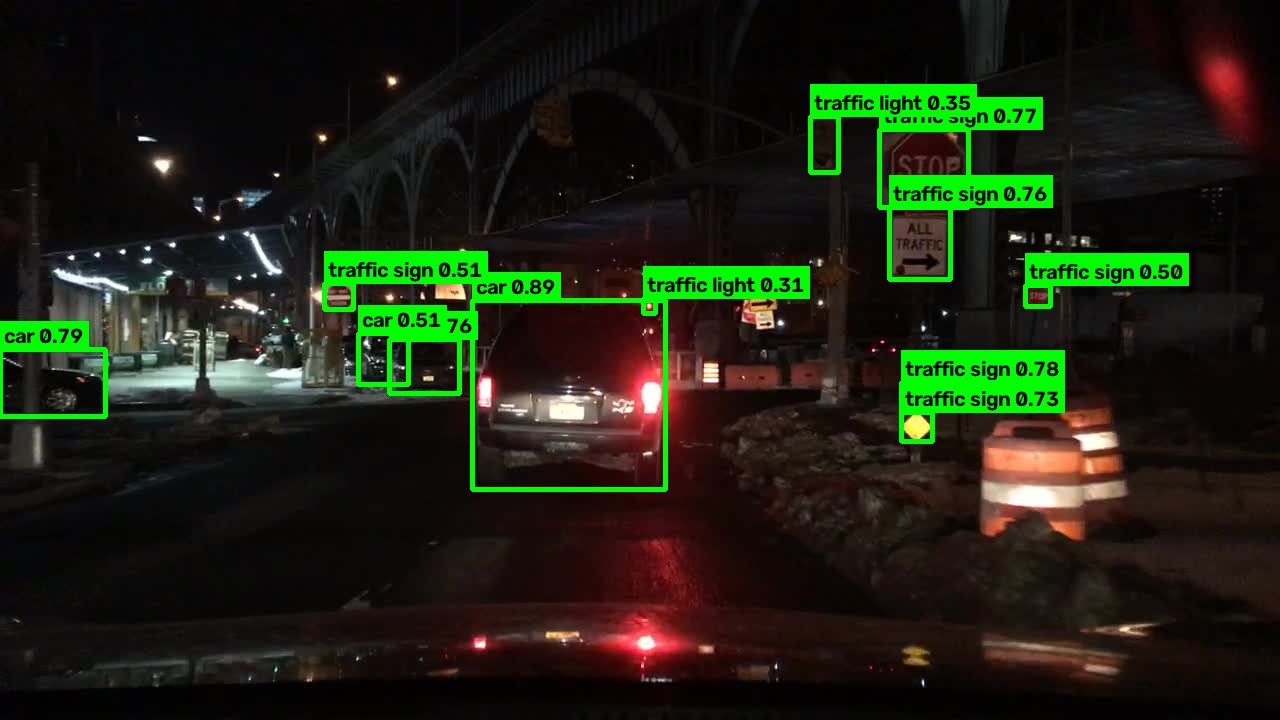 traffic light 0.35
traffic sign 0.77
STOP
traffic sign 0.76
ALL
TRAFFIC
traffic sign 0.51
car 0.89
traffic light 0.31
traffic sign 0.50
STOP
car 0.51
76
car 0.79
traffic sign 0.78
traffic sign 0.73